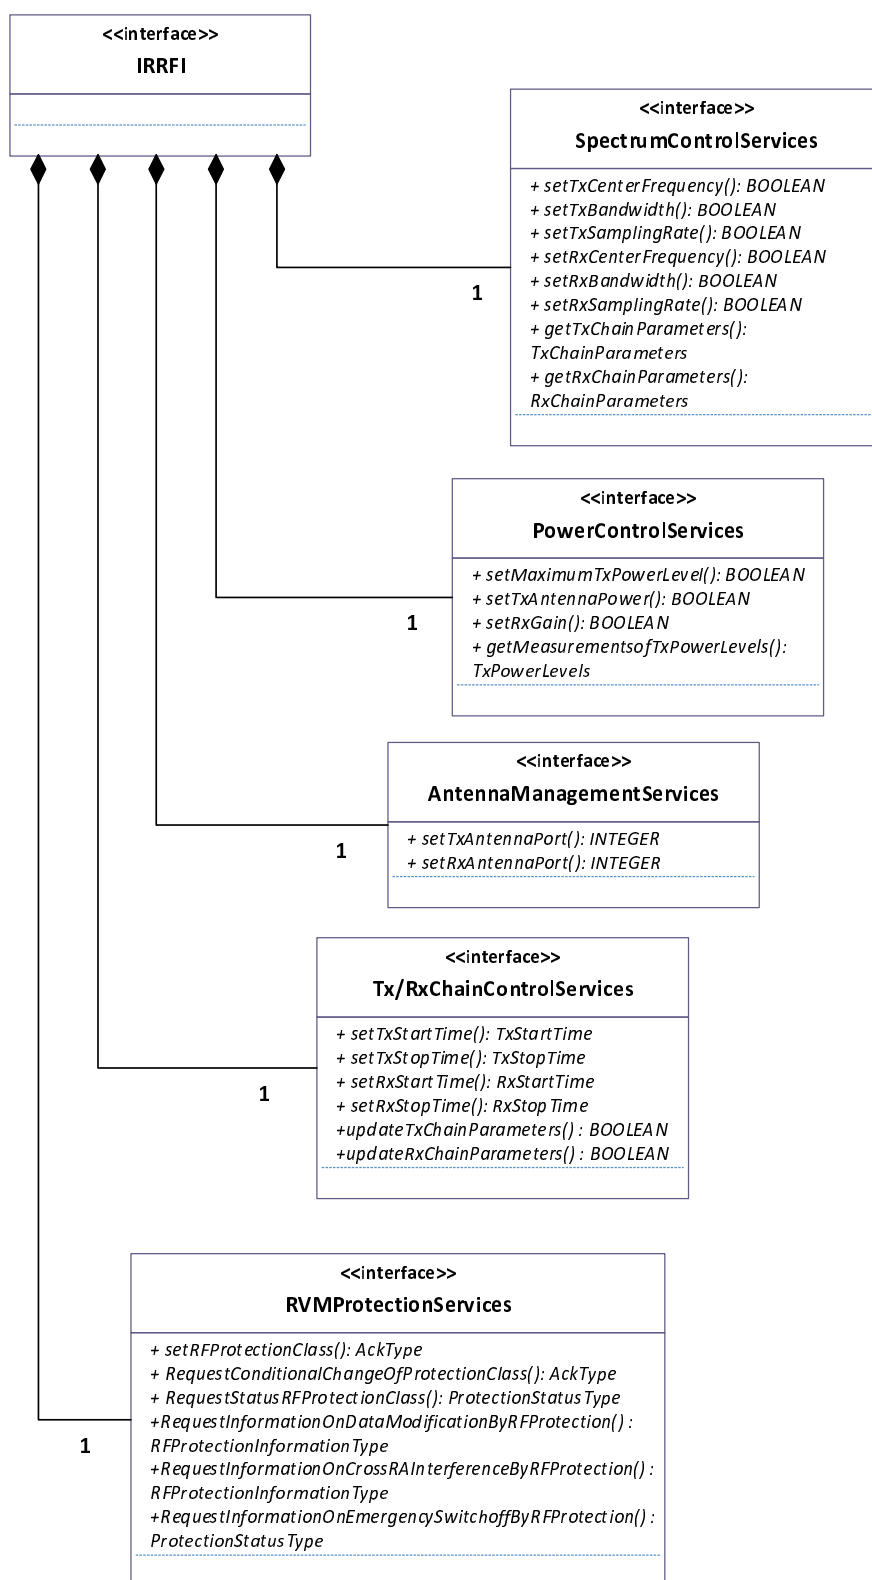 <<interface>>
IRRFI
<<interface>>
SpectrumControlServices
+ setTxCenterFrequency(): BOOLEAN
+ setTxBandwidth(): BOOLEAN
+ setTxSamplingRate(): BOOLEAN
+ setRxCenterFrequency(): BOOLEAN
+ setRxBandwidth(): BOOLEAN
+ setRxSamplingRate(): BOOLEAN
+ getTxChainParameters():
TxChainParameters
+ getRxChainParameters():
RxChainParameters
1
<<interface>>
PowerControlServices
+ setMaximumTxPowerLevel(): BOOLEAN
+ setTxAntennaPower(): BOOLEAN
+ setRxGain(): BOOLEAN
+ getMeasurementsofTxPowerLevels():
TxPowerLevels
1
<<interface>>
AntennaManagementServices
+ setTxAntennaPort(): INTEGER
+ setRxAntennaPort(): INTEGER
1
<<interface>>
Tx/RxChainControlServices
+ setTxStartTime(): TxStartTime
+ setTxStopTime(): TxStopTime
+ setRxStartTime(): RxStartTime
+ setRxStopTime(): RxStopTime
+updateTxChainParameters() : BOOLEAN
+updateRxChainParameters() : BOOLEAN
1
<<interface>>
RVMProtectionServices
+ setRFProtectionClass(): AckType
+ RequestConditionalChangeOfProtectionClass(): AckType
+ RequestStatusRFProtectionClass(): ProtectionStatusType
+RequestInformationOnDataModificationByRFProtection() :
RFProtectionInformationType
+RequestInformationOnCrossRAInterferenceByRFProtection() :
RFProtectionInformationType
+RequestInformationOnEmergencySwitchoffByRFProtection() :
ProtectionStatusType
1